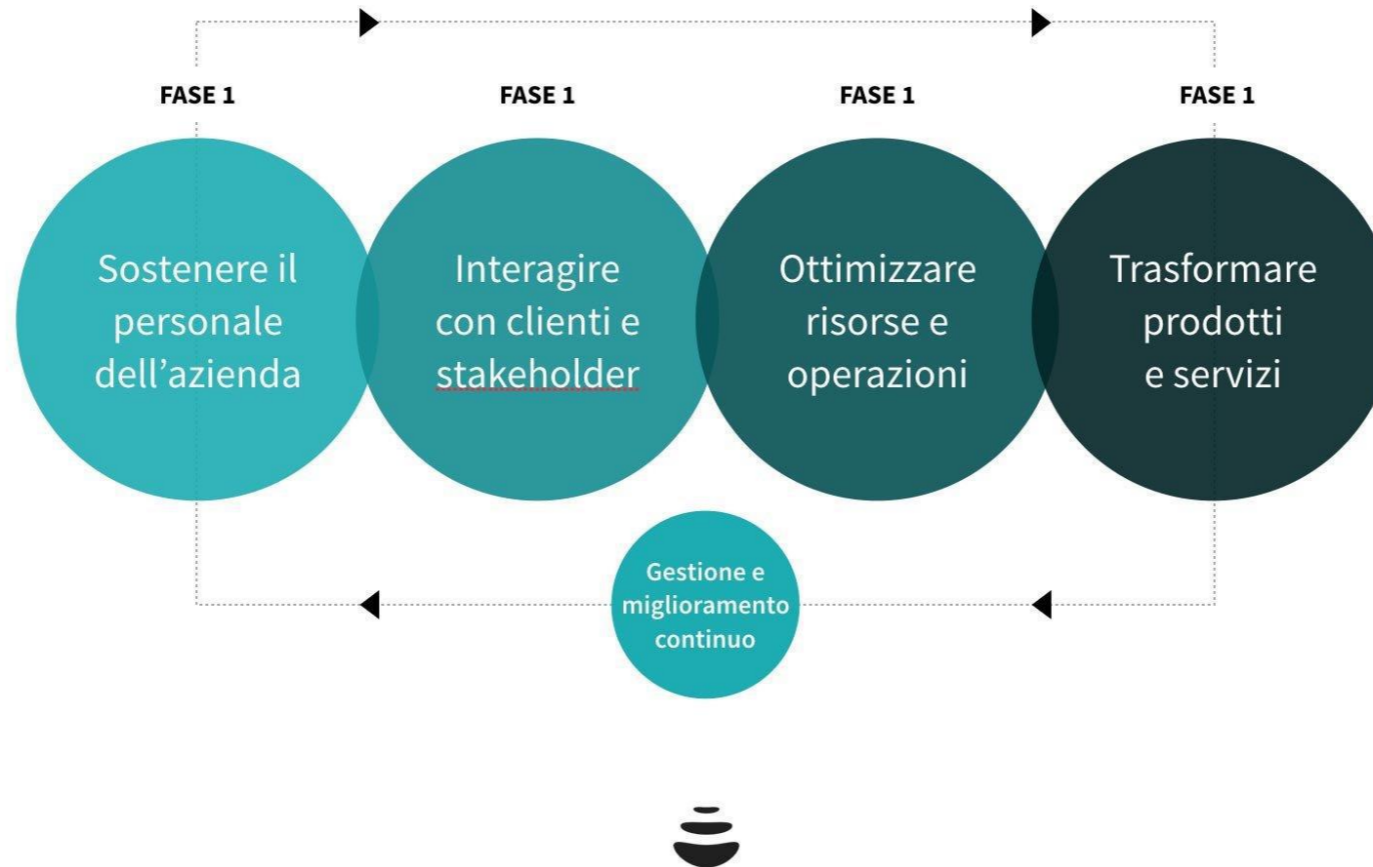 FASE 1
FASE 1
FASE 1
FASE 1
Sostenere il
personale
dell’azienda
Interagire
con clienti e
stakeholder
Ottimizzare
risorse e
operazioni
Trasformare
prodotti
e servizi
Gestione e
miglioramento
continuo